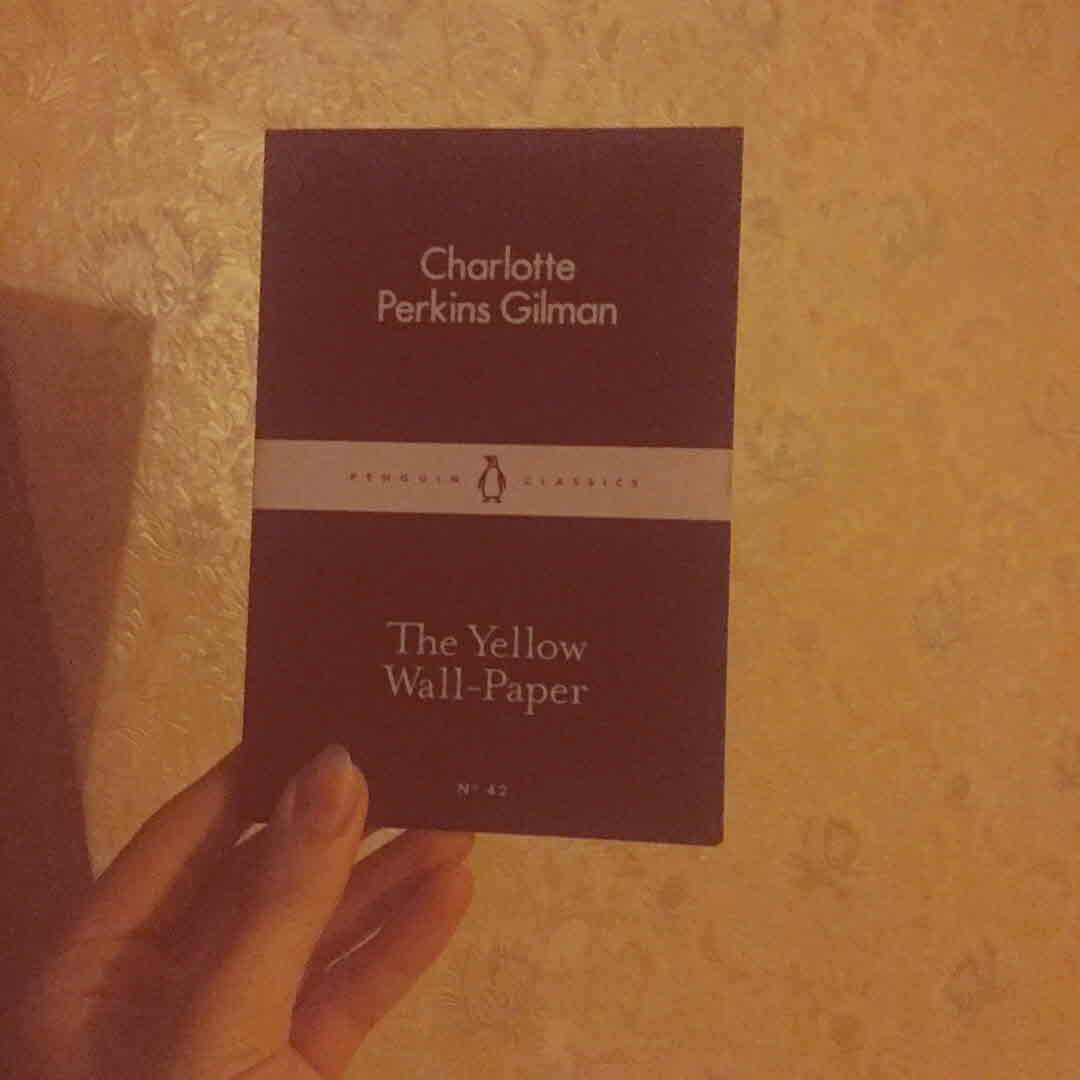 Charlotte
Perkins Gilman
PENGUIN CLASSICS
The Yellow
Wall-Paper
Nº 42